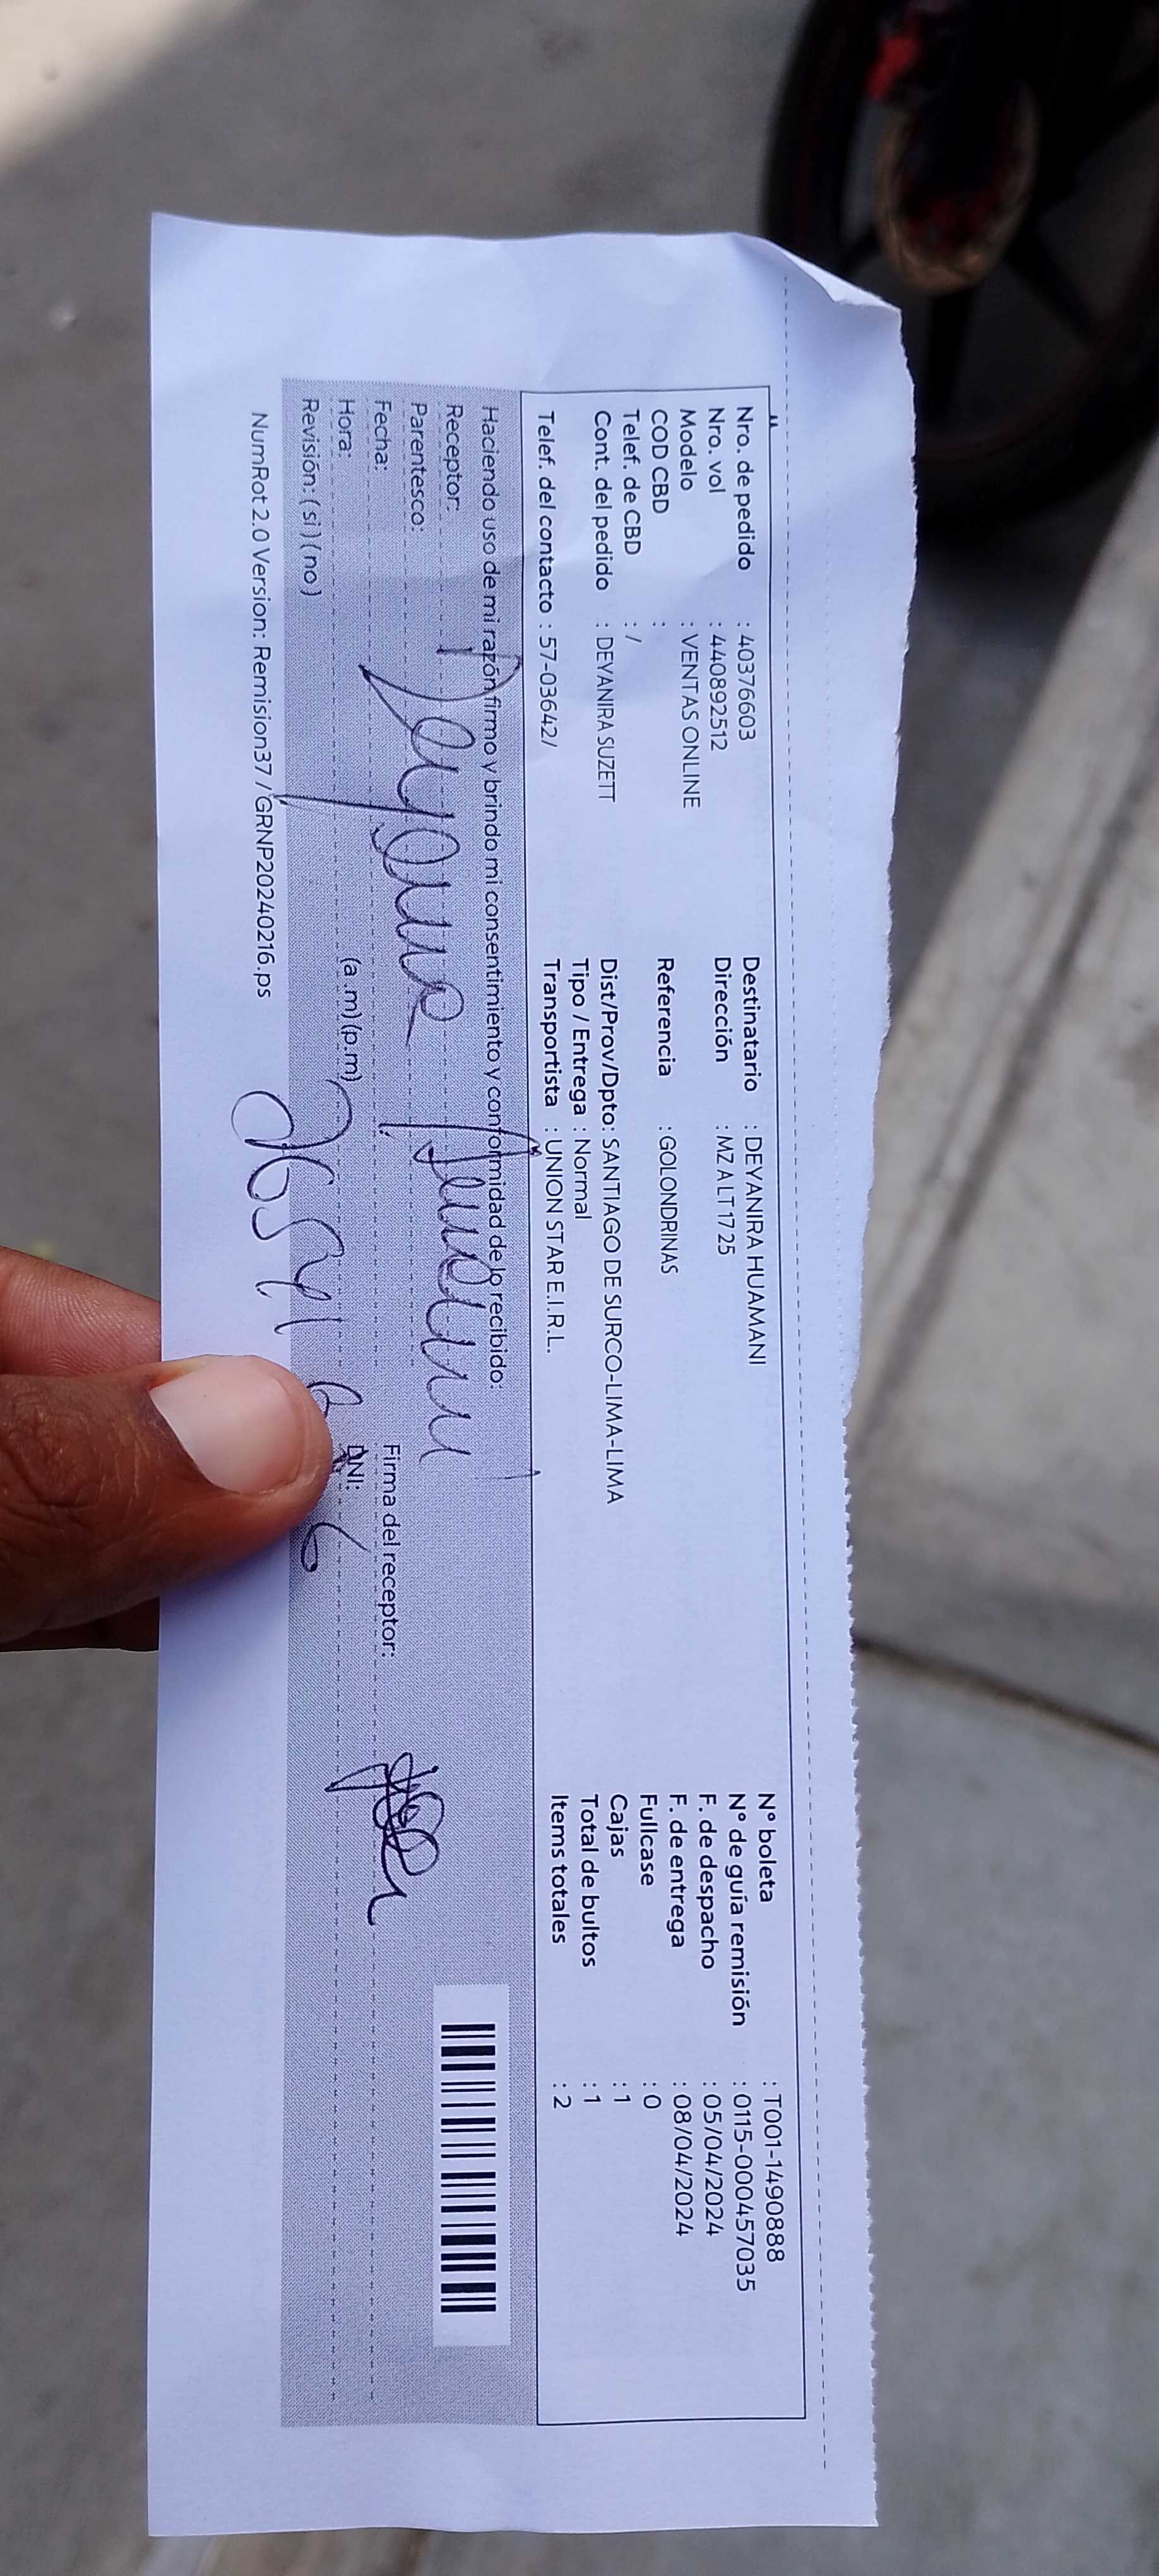 Nro. de pedido : 40376603
Nro. vol : 440892512
Modelo : VENTAS ONLINE
COD CBD :
Telef. de CBD : /
Cont. del pedido : DEYANIRA SUZETT
Telef. del contacto : 57-03642/
Destinatario : DEYANIRA HUAMANI
Dirección : MZ A LT 17 25
Referencia : GOLONDRINAS
Dist/Prov/Dpto: SANTIAGO DE SURCO-LIMA-LIMA
Tipo / Entrega : Normal
Transportista : UNION STAR E.I.R.L.
N° boleta : T001-1490888
N° de guía remisión : 0115-000457035
F. de despacho : 05/04/2024
F. de entrega : 08/04/2024
Fullcase : 0
Cajas : 1
Total de bultos : 1
Items totales : 2
Haciendo uso de mi razón firmo y brindo mi consentimiento y conformidad de lo recibido:
Receptor:
Parentesco:
Fecha:
Hora: (a.m) (p.m)
Revisión: ( si ) ( no )
Firma del receptor:
DNI:
NumRot 2.0 Version: Remision37 / GRNP20240216.ps